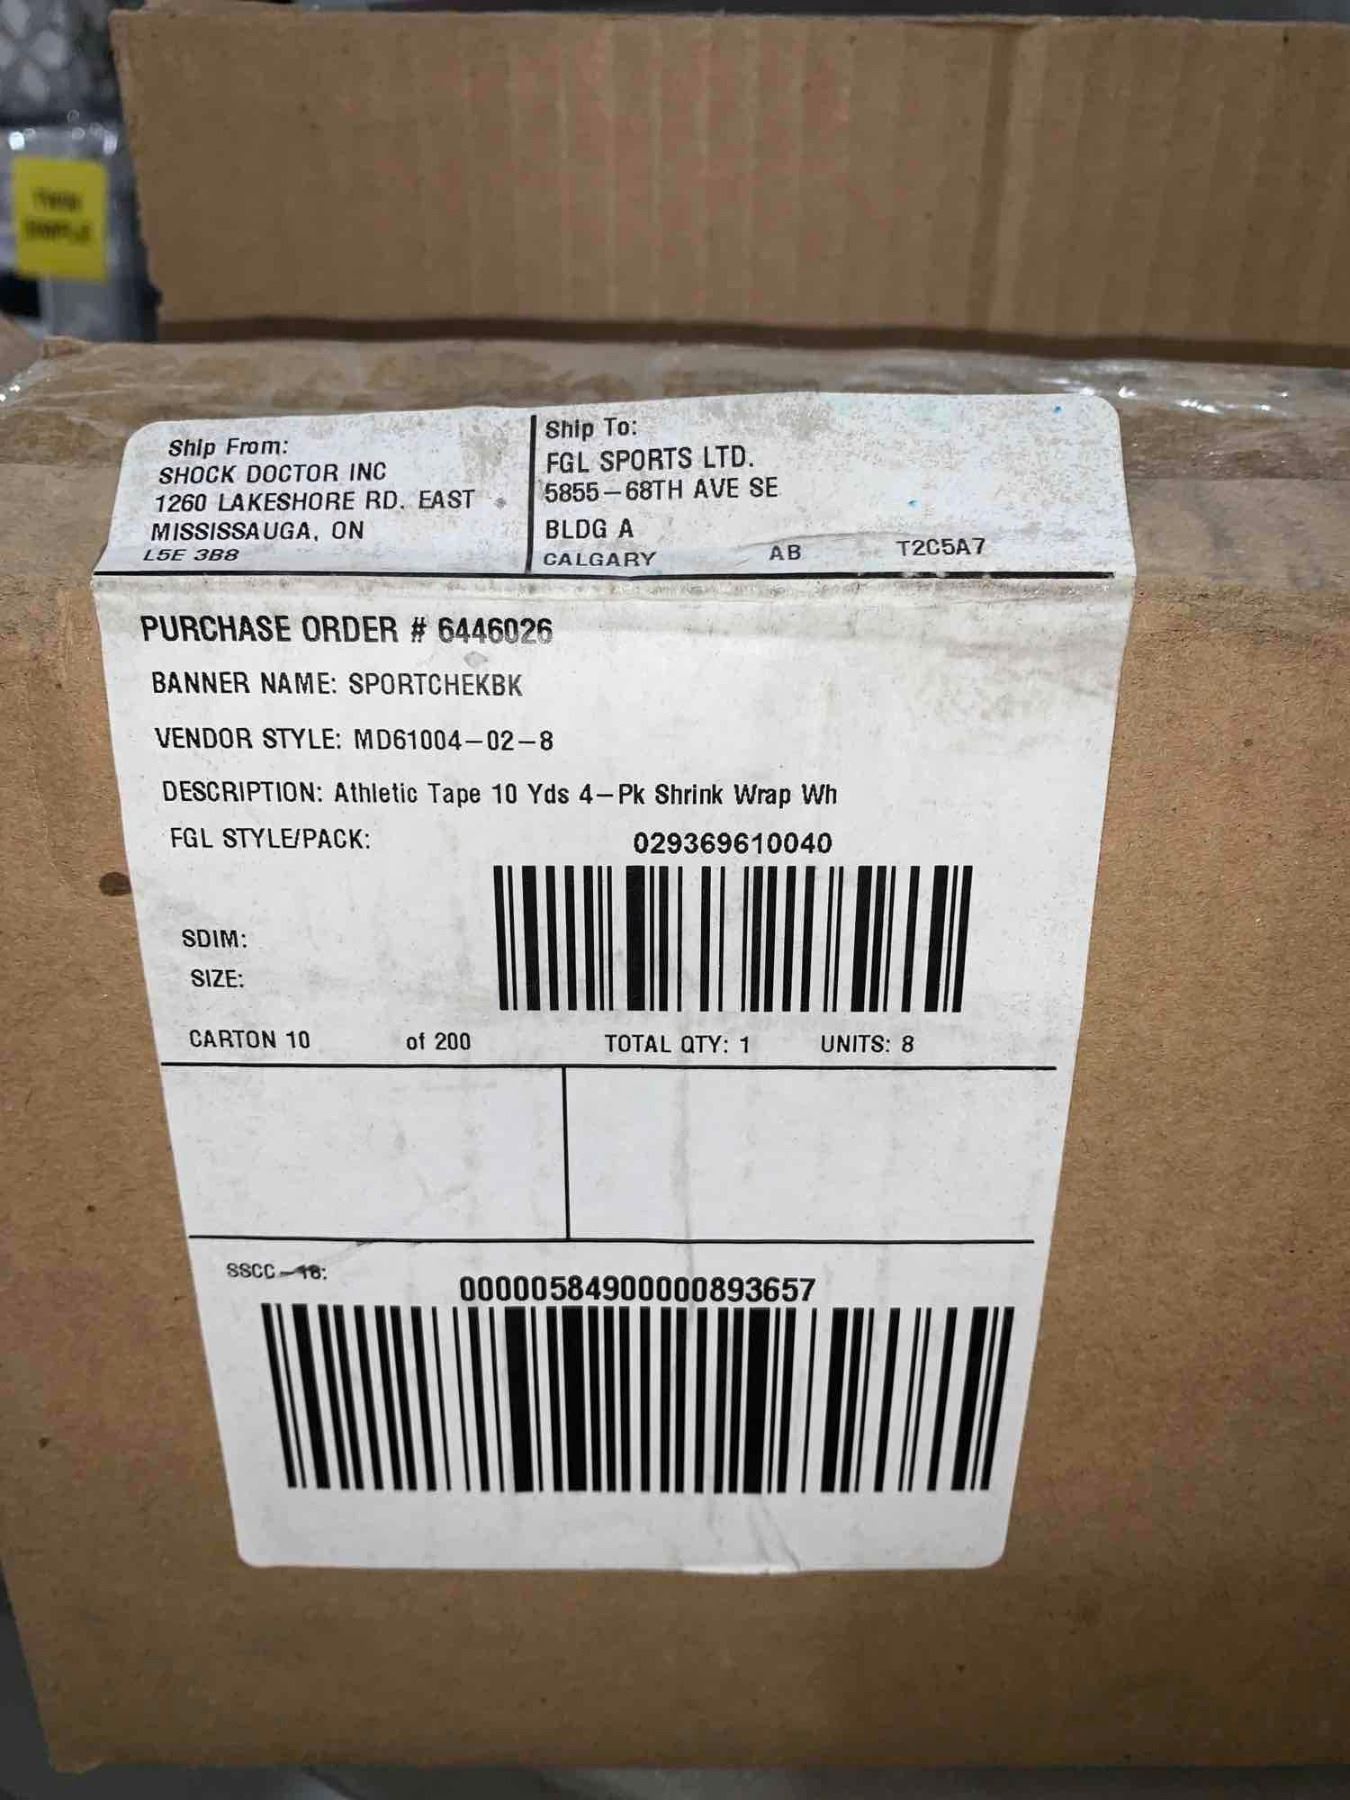 Ship From:
SHOCK DOCTOR INC
1260 LAKESHORE RD. EAST
MISSISSAUGA, ON
L5E 3B8
Ship To:
FGL SPORTS LTD.
5855-68TH AVE SE
BLDG A
CALGARY AB T2C5A7
PURCHASE ORDER # 6446026
BANNER NAME: SPORTCHEKBK
VENDOR STYLE: MD61004-02-8
DESCRIPTION: Athletic Tape 10 Yds 4-Pk Shrink Wrap Wh
FGL STYLE/PACK: 029369610040
SDIM:
SIZE:
CARTON 10 of 200 TOTAL QTY: 1 UNITS: 8
SSCC-18: 00000584900000893657